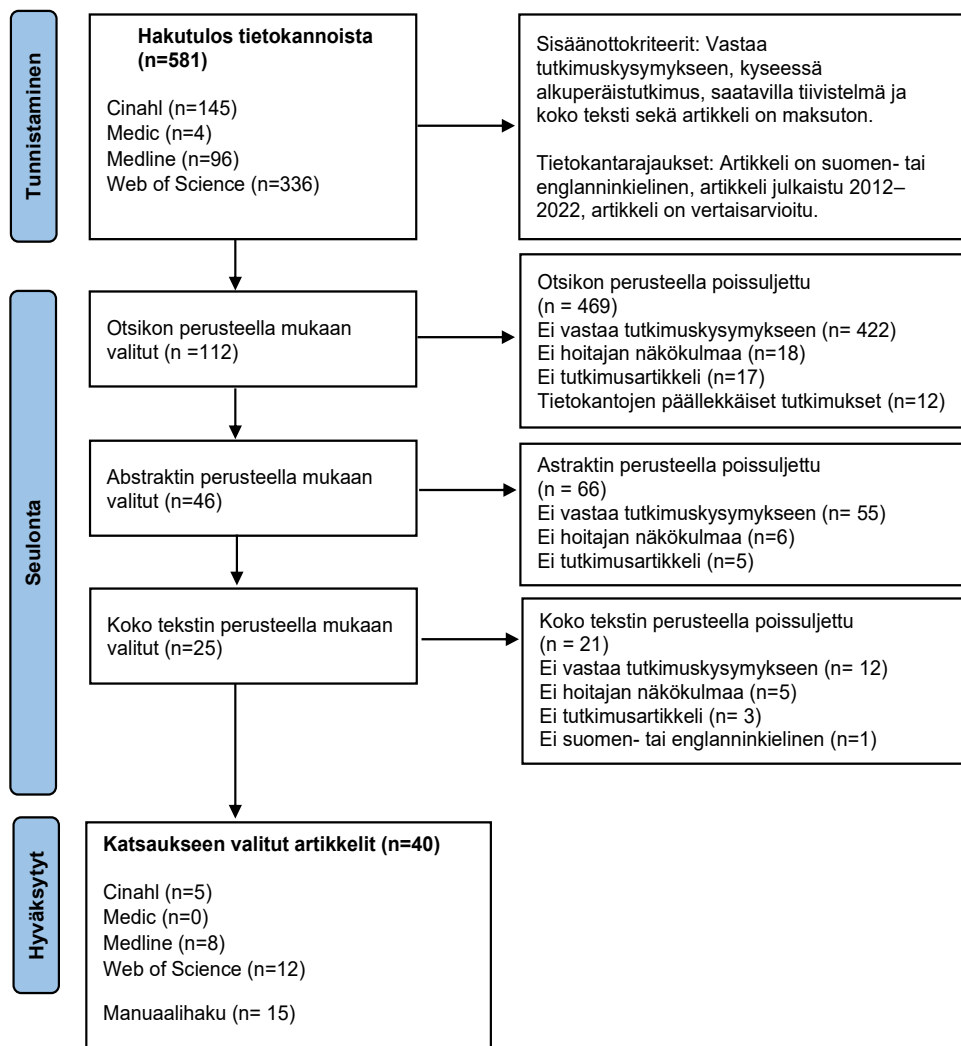 Tunnistaminen
Hakutulos tietokannoista
(n=581)
Cinahl (n=145)
Medic (n=4)
Medline (n=96)
Web of Science (n=336)
Sisäänottokriteerit: Vastaa
tutkimuskysymykseen, kyseessä
alkuperäistutkimus, saatavilla tiivistelmä ja
koko teksti sekä artikkeli on maksuton.
Tietokantarajaukset: Artikkeli on suomen- tai
englanninkielinen, artikkeli julkaistu 2012–
2022, artikkeli on vertaisarvioitu.
Seulonta
Otsikon perusteella mukaan
valitut (n =112)
Otsikon perusteella poissuljettu
(n = 469)
Ei vastaa tutkimuskysymykseen (n= 422)
Ei hoitajan näkökulmaa (n=18)
Ei tutkimusartikkeli (n=17)
Tietokantojen päällekkäiset tutkimukset (n=12)
Abstraktin perusteella mukaan
valitut (n=46)
Astraktin perusteella poissuljettu
(n = 66)
Ei vastaa tutkimuskysymykseen (n= 55)
Ei hoitajan näkökulmaa (n=6)
Ei tutkimusartikkeli (n=5)
Koko tekstin perusteella mukaan
valitut (n=25)
Koko tekstin perusteella poissuljettu
(n = 21)
Ei vastaa tutkimuskysymykseen (n= 12)
Ei hoitajan näkökulmaa (n=5)
Ei tutkimusartikkeli (n= 3)
Ei suomen- tai englanninkielinen (n=1)
Hyväksytyt
Katsaukseen valitut artikkelit (n=40)
Cinahl (n=5)
Medic (n=0)
Medline (n=8)
Web of Science (n=12)
Manuaalihaku (n= 15)